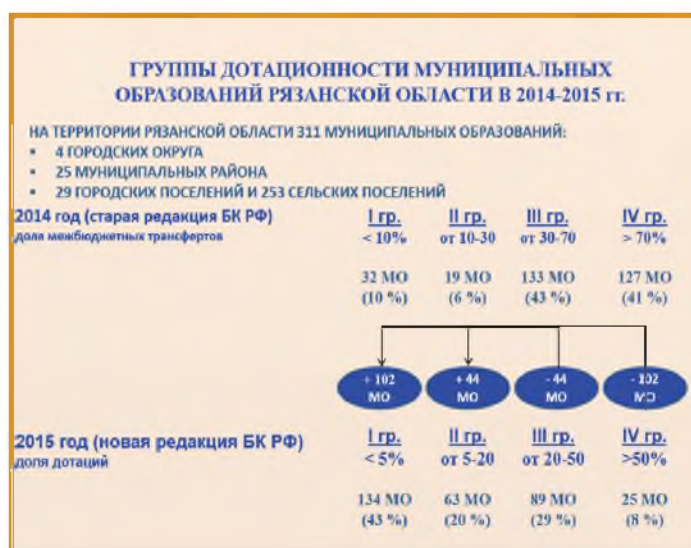 ГРУППЫ ДОТАЦИОННОСТИ МУНИЦИПАЛЬНЫХ
ОБРАЗОВАНИЙ РЯЗАНСКОЙ ОБЛАСТИ В 2014-2015 гг.
НА ТЕРРИТОРИИ РЯЗАНСКОЙ ОБЛАСТИ 311 МУНИЦИПАЛЬНЫХ ОБРАЗОВАНИЙ:
▪ 4 ГОРОДСКИХ ОКРУГА
▪ 25 МУНИЦИПАЛЬНЫХ РАЙОНА
▪ 29 ГОРОДСКИХ ПОСЕЛЕНИЙ И 253 СЕЛЬСКИХ ПОСЕЛЕНИЙ
2014 год (старая редакция БК РФ) I гр. II гр. III гр. IV гр.
доля межбюджетных трансфертов < 10% от 10-30 от 30-70 > 70%
32 МО 19 МО 133 МО 127 МО
(10 %) (6 %) (43 %) (41 %)
+ 102 + 44 - 44 - 102
МО МО МО МО
2015 год (новая редакция БК РФ) I гр. II гр. III гр. IV гр.
доля дотаций < 5% от 5-20 от 20-50 >50%
134 МО 63 МО 89 МО 25 МО
(43 %) (20 %) (29 %) (8 %)